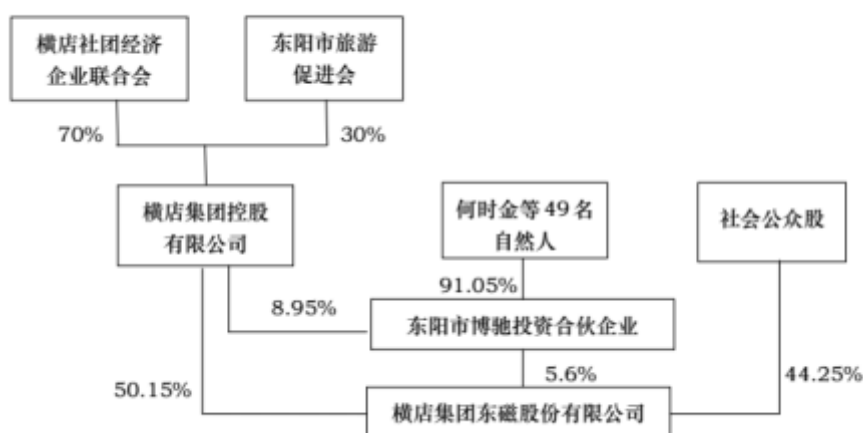 横店社团经济
企业联合会
东阳市旅游
促进会
70%
30%
横店集团控股
有限公司
何时金等49名
自然人
社会公众股
91.05%
8.95%
东阳市博驰投资合伙企业
5.6%
44.25%
50.15%
横店集团东磁股份有限公司